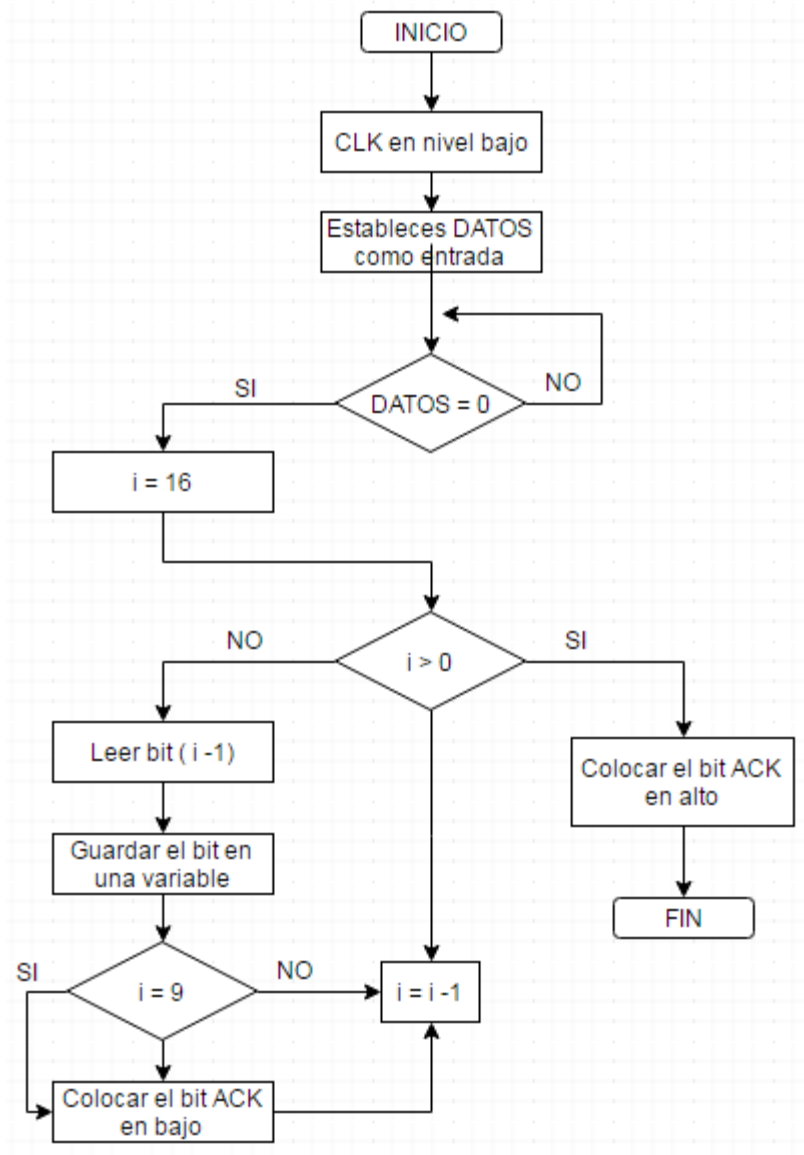 INICIO
CLK en nivel bajo
Estableces DATOS
como entrada
DATOS = 0
SI
NO
i = 16
i > 0
NO
SI
Leer bit ( i -1)
Colocar el bit ACK
en alto
Guardar el bit en
una variable
FIN
i = 9
SI
NO
i = i -1
Colocar el bit ACK
en bajo